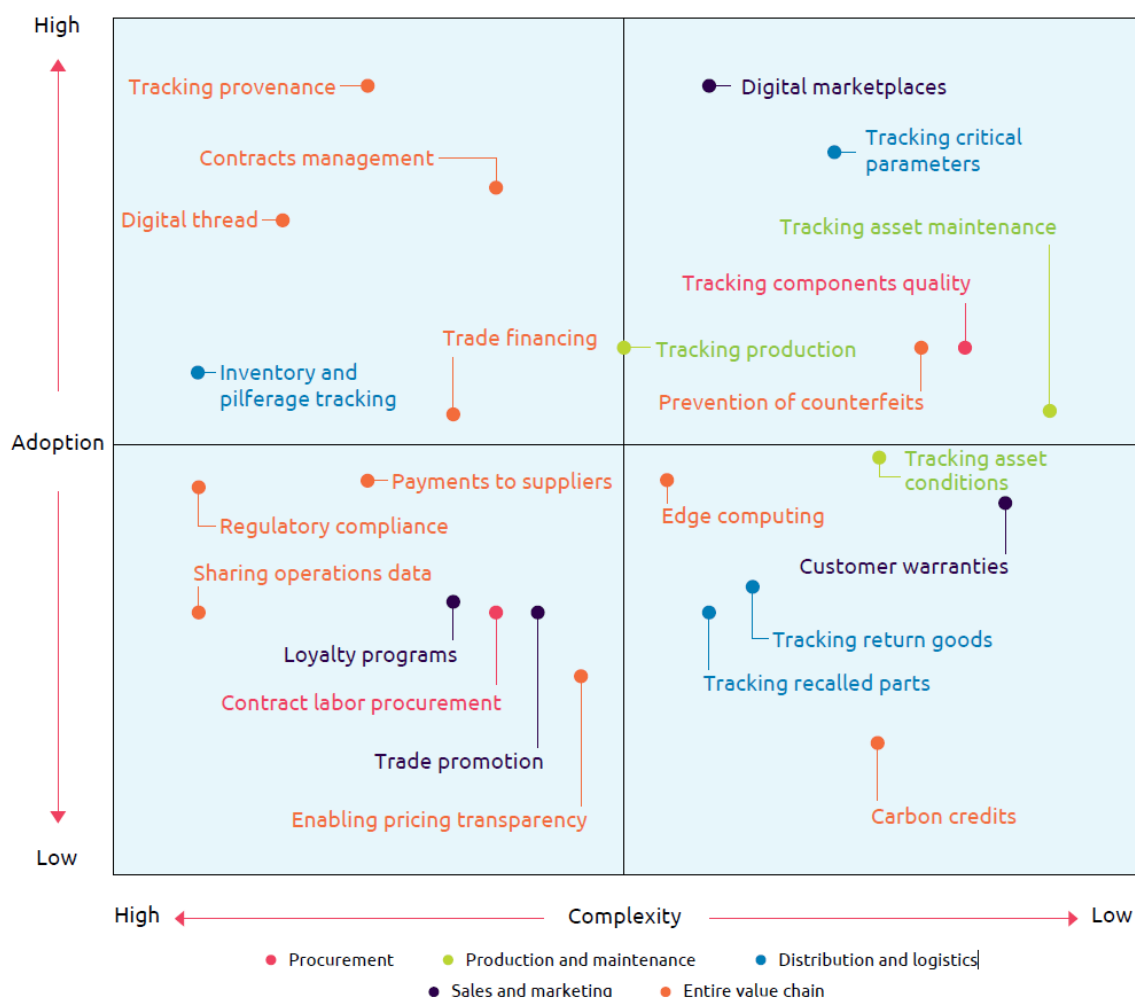 High
Tracking provenance
Digital marketplaces
Contracts management
Tracking critical
parameters
Digital thread
Tracking asset maintenance
Tracking components quality
Trade financing
Tracking production
Inventory and
pilferage tracking
Prevention of counterfeits
Adoption
Payments to suppliers
Tracking asset
conditions
Regulatory compliance
Edge computing
Customer warranties
Sharing operations data
Loyalty programs
Tracking return goods
Contract labor procurement
Tracking recalled parts
Trade promotion
Enabling pricing transparency
Carbon credits
Low
High
Complexity
Low
Procurement
Production and maintenance
Distribution and logistics
Sales and marketing
Entire value chain